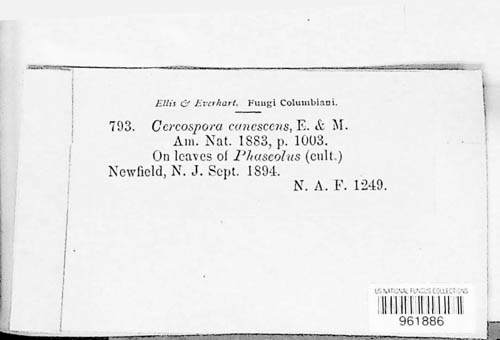 Ellis & Everhart. Fungi Columbiani.
793. Cercospora canescens, E. & M.
Am. Nat. 1883, p. 1003.
On leaves of Phaseolus (cult.)
Newfield, N. J. Sept. 1894.
N. A. F. 1249.
US NATIONAL FUNGUS COLLECTIONS
961886